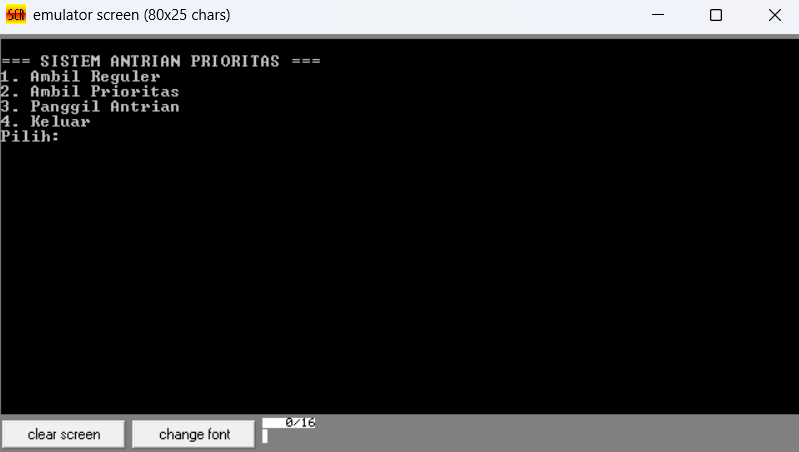 SCR emulator screen (80x25 chars)
=== SISTEM ANTRIAN PRIORITAS ===
1. Ambil Reguler
2. Ambil Prioritas
3. Panggil Antrian
4. Keluar
Pilih:
clear screen
change font
0/16